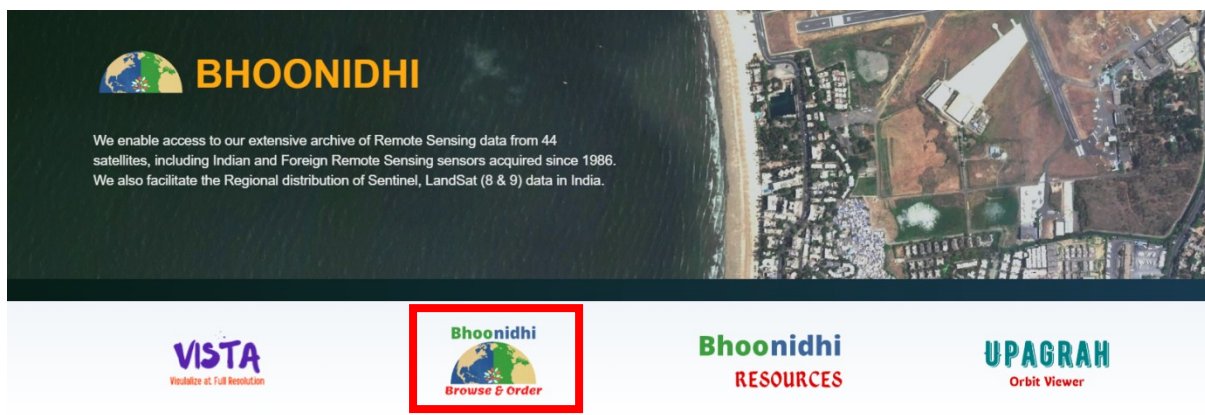 BHOONIDHI
We enable access to our extensive archive of Remote Sensing data from 44
satellites, including Indian and Foreign Remote Sensing sensors acquired since 1986.
We also facilitate the Regional distribution of Sentinel, LandSat (8 & 9) data in India.
VISTA
Visulalize at Full Resolution
Bhoonidhi
Browse & Order
Bhoonidhi
RESOURCES
UPAGRAH
Orbit Viewer